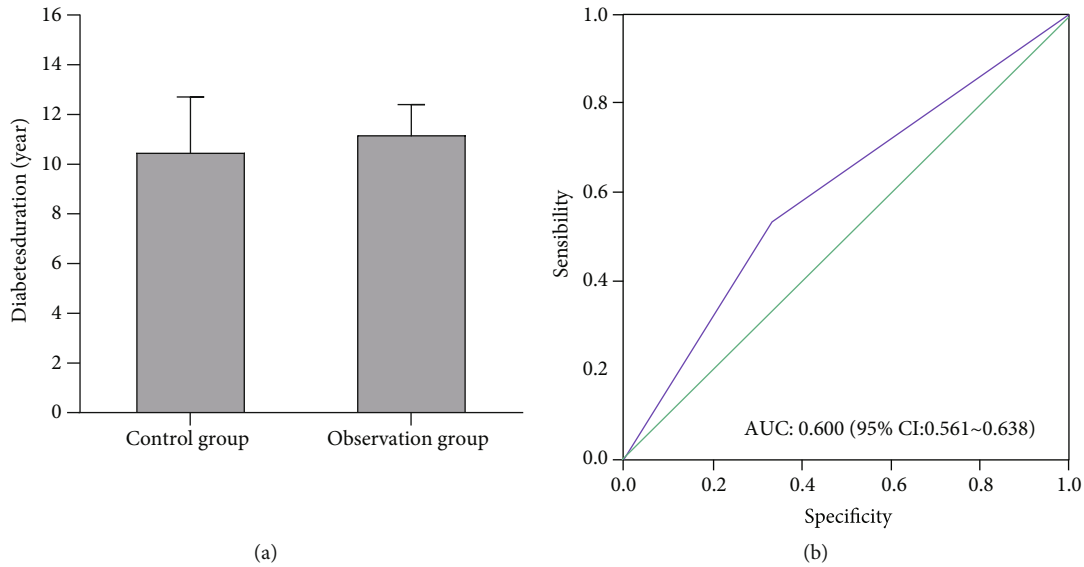 16
14
12
10
8
6
4
2
0
Diabetesduration (year)
Control group
Observation group
(a)
1.0
0.8
0.6
0.4
0.2
0.0
Sensibility
AUC: 0.600 (95% CI:0.561~0.638)
0.0 0.2 0.4 0.6 0.8 1.0
Specificity
(b)